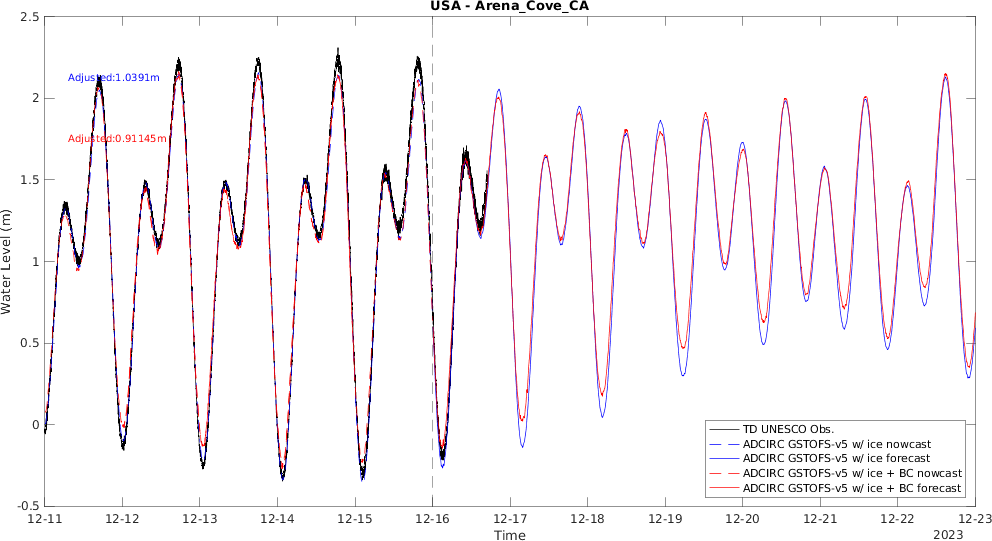 USA - Arena_Cove_CA
2.5
2
1.5
1
0.5
0
-0.5
Water Level (m)
Adjusted:1.0391m
Adjusted:0.91145m
TD UNESCO Obs.
ADCIRC GSTOFS-v5 w/ ice nowcast
ADCIRC GSTOFS-v5 w/ ice forecast
ADCIRC GSTOFS-v5 w/ ice + BC nowcast
ADCIRC GSTOFS-v5 w/ ice + BC forecast
12-11 12-12 12-13 12-14 12-15 12-16 12-17 12-18 12-19 12-20 12-21 12-22 12-23
Time
2023